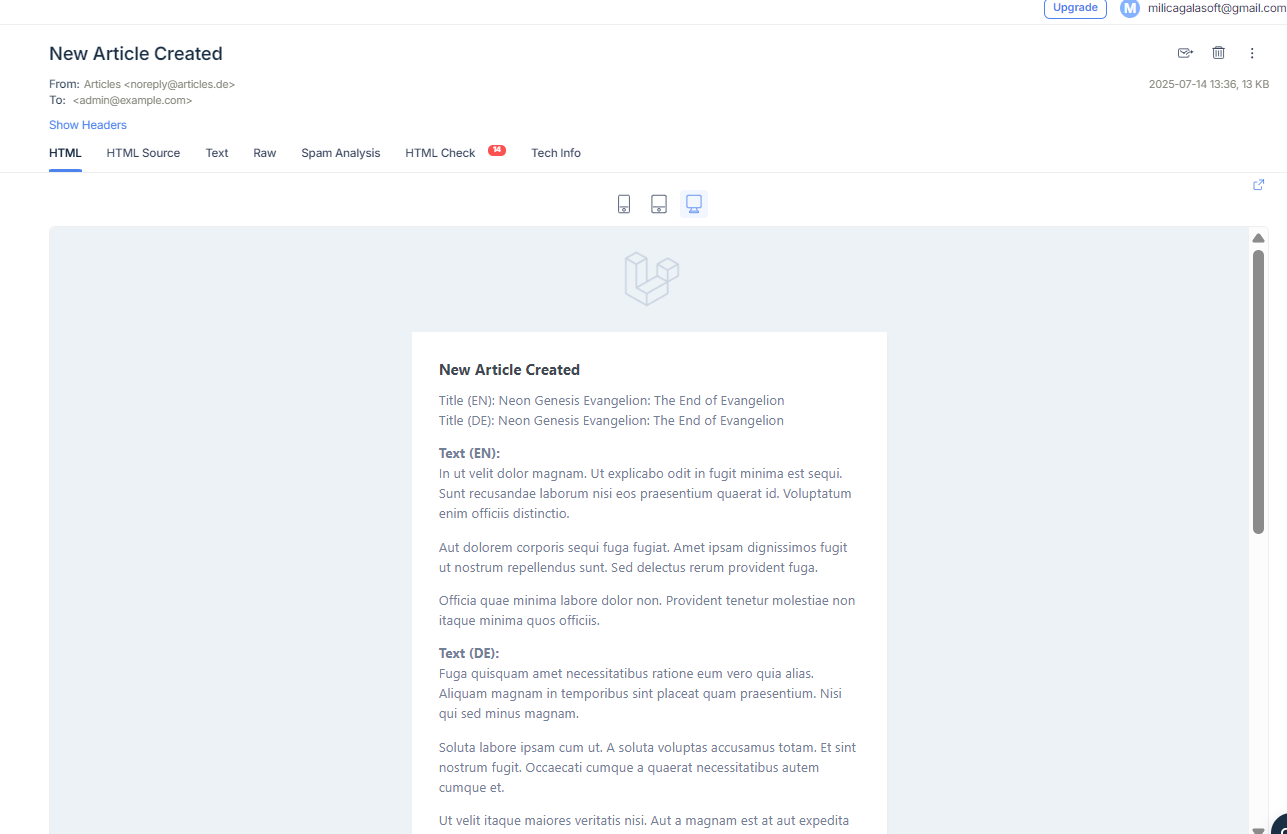 Upgrade
M
milicagalasoft@gmail.com
New Article Created
From: Articles <noreply@articles.de>
2025-07-14 13:36, 13 KB
To: <admin@example.com>
Show Headers
HTML HTML Source Text Raw Spam Analysis HTML Check 14 Tech Info
New Article Created
Title (EN): Neon Genesis Evangelion: The End of Evangelion
Title (DE): Neon Genesis Evangelion: The End of Evangelion
Text (EN):
In ut velit dolor magnam. Ut explicabo odit in fugit minima est sequi.
Sunt recusandae laborum nisi eos praesentium quaerat id. Voluptatum
enim officiis distinctio.
Aut dolorem corporis sequi fuga fugiat. Amet ipsam dignissimos fugit
ut nostrum repellendus sunt. Sed delectus rerum provident fuga.
Officia quae minima labore dolor non. Provident tenetur molestiae non
itaque minima quos officiis.
Text (DE):
Fuga quisquam amet necessitatibus ratione eum vero quia alias.
Aliquam magnam in temporibus sint placeat quam praesentium. Nisi
qui sed minus magnam.
Soluta labore ipsam cum ut. A soluta voluptas accusamus totam. Et sint
nostrum fugit. Occaecati cumque a quaerat necessitatibus autem
cumque et.
Ut velit itaque maiores veritatis nisi. Aut a magnam est at aut expedita